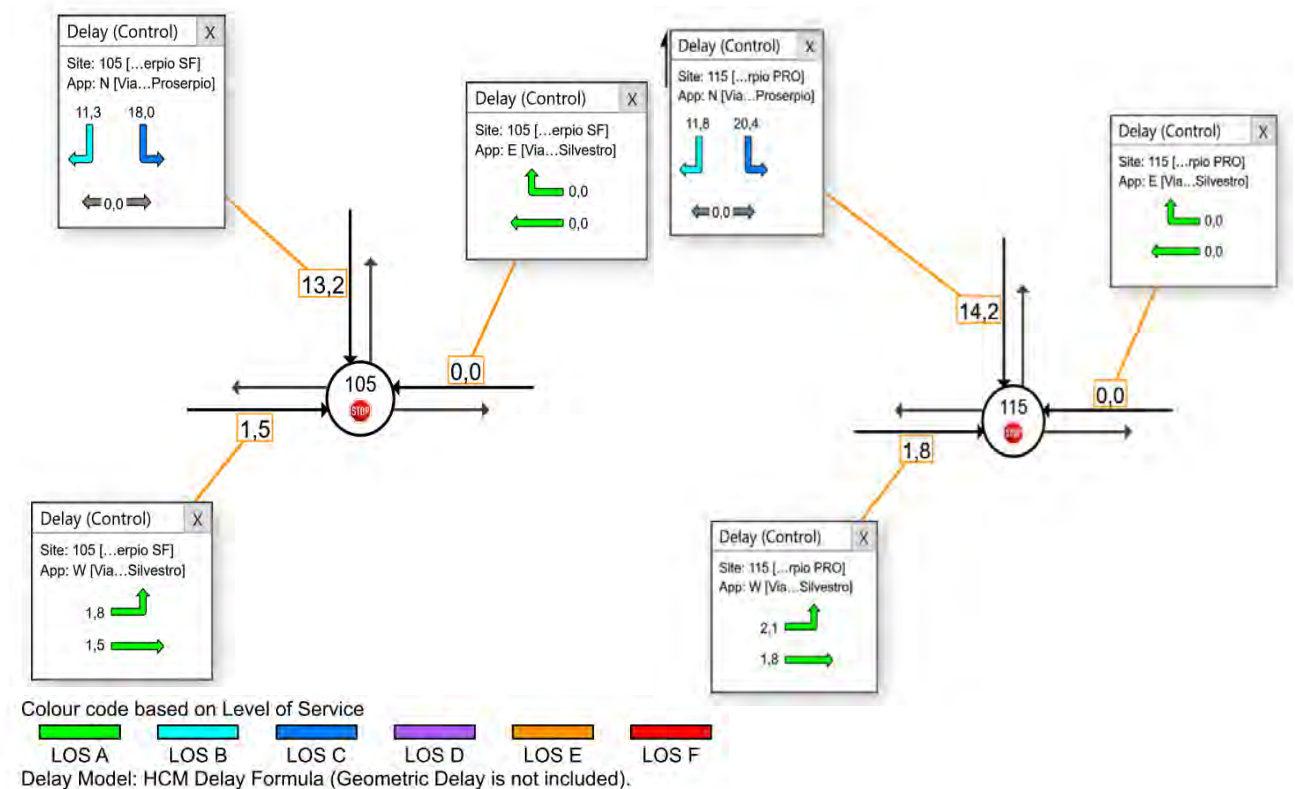 Delay (Control) X
Site: 105 [...erpio SF]
App: N [Via...Proserpio]
11,3 18,0
0,0
13,2
Delay (Control) X
Site: 105 [...erpio SF]
App: E [Via...Silvestro]
0,0
0,0
0,0
105
STOP
1,5
Delay (Control) X
Site: 105 [...erpio SF]
App: W [Via...Silvestro]
1,8
1,5
Delay (Control) X
Site: 115 [...rpio PRO]
App: N [Via...Proserpio]
11,8 20,4
0,0
14,2
Delay (Control) X
Site: 115 [...rpio PRO]
App: E [Via...Silvestro]
0,0
0,0
0,0
115
STOP
1,8
Delay (Control) X
Site: 115 [...rpio PRO]
App: W [Via...Silvestro]
2,1
1,8
Colour code based on Level of Service
LOS A LOS B LOS C LOS D LOS E LOS F
Delay Model: HCM Delay Formula (Geometric Delay is not included).